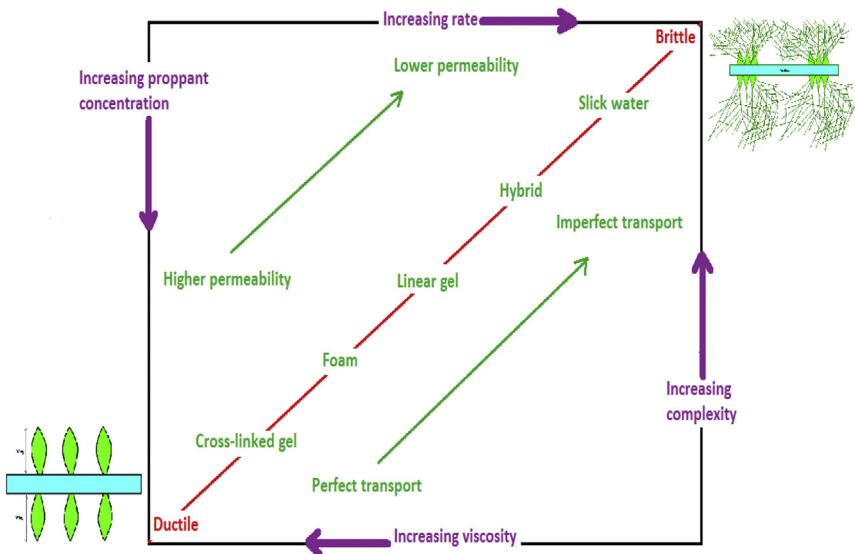 Increasing rate
Brittle
Increasing proppant
concentration
Lower permeability
Slick water
Hybrid
Imperfect transport
Higher permeability
Linear gel
Foam
Increasing
complexity
Cross-linked gel
Perfect transport
Ductile
Increasing viscosity